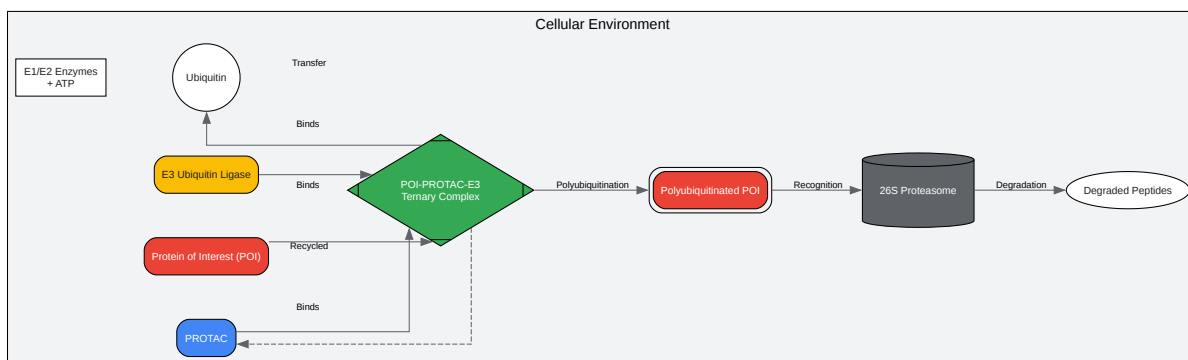 Cellular Environment
E1/E2 Enzymes
+ ATP
Ubiquitin
Transfer
Binds
E3 Ubiquitin Ligase
Binds
POI-PROTAC-E3
Ternary Complex
Polyubiquitination
Polyubiquitinated POI
Recognition
26S Proteasome
Degradation
Degraded Peptides
Recycled
Protein of Interest (POI)
Binds
PROTAC